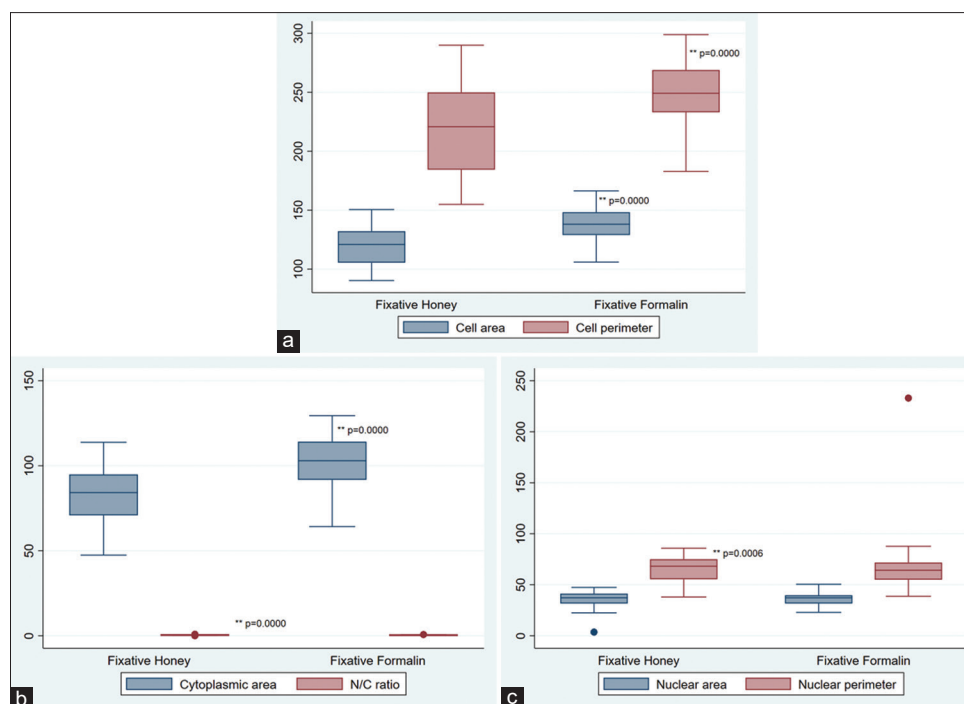 300
** p=0.0000
250
200
150
** p=0.0000
100
Fixative Honey Fixative Formalin
Cell area Cell perimeter
a
150
** p=0.0000
100
50
** p=0.0000
0
Fixative Honey Fixative Formalin
Cytoplasmic area N/C ratio
b
250
200
150
100
** p=0.0006
50
0
Fixative Honey Fixative Formalin
Nuclear area Nuclear perimeter
c